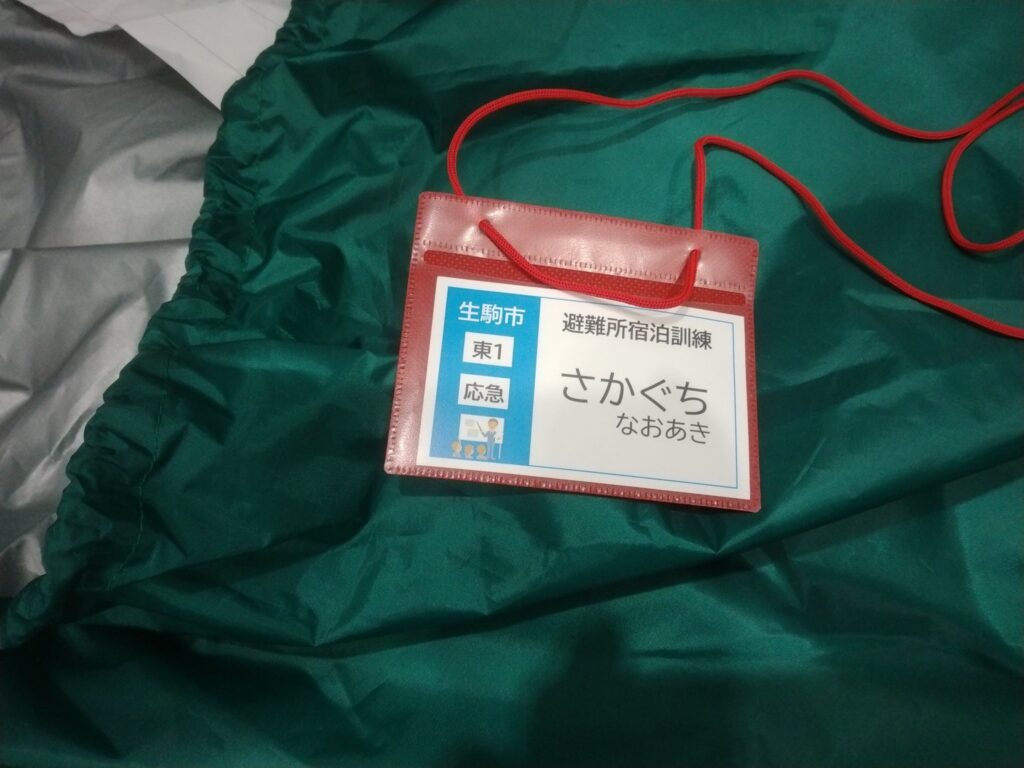 生駒市
東1
応急
避難所宿泊訓練
さかぐち
なおあき